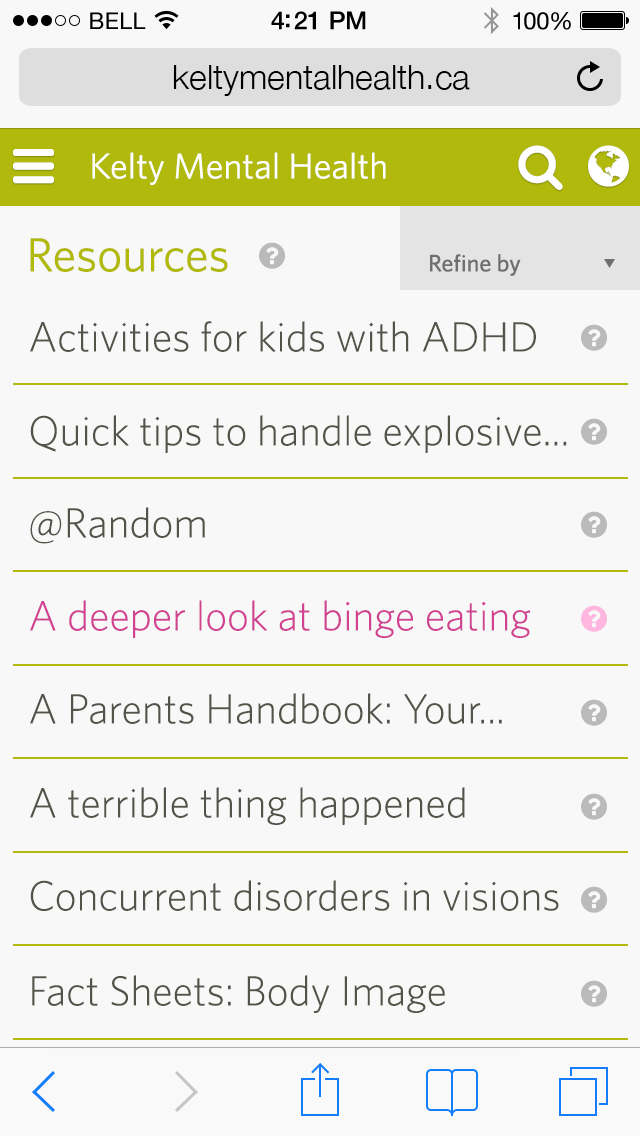 BELL 4:21 PM 100%
keltymentalhealth.ca
Kelty Mental Health
Resources ?
Refine by
Activities for kids with ADHD ?
Quick tips to handle explosive... ?
@Random ?
A deeper look at binge eating ?
A Parents Handbook: Your... ?
A terrible thing happened ?
Concurrent disorders in visions ?
Fact Sheets: Body Image ?